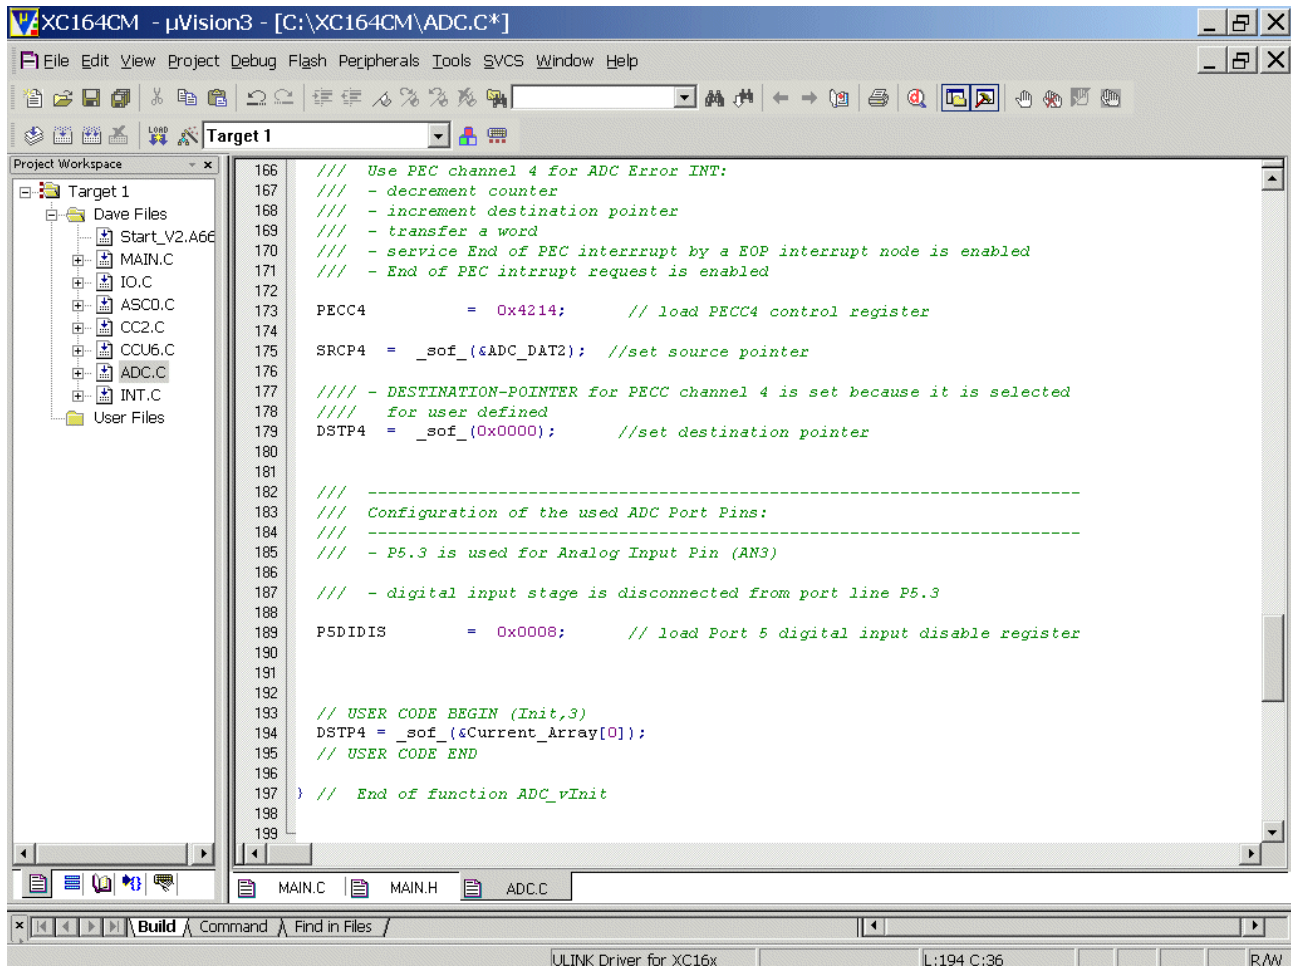 XC164CM - µVision3 - [C:\XC164CM\ADC.C*]
File Edit View Project Debug Flash Peripherals Tools SVCS Window Help
LOAD Target 1
Project Workspace
Target 1
Dave Files
Start_V2.A66
MAIN.C
IO.C
ASC0.C
CC2.C
CCU6.C
ADC.C
INT.C
User Files
166 /// Use PEC channel 4 for ADC Error INT:
167 /// - decrement counter
168 /// - increment destination pointer
169 /// - transfer a word
170 /// - service End of PEC interrrupt by a EOP interrupt node is enabled
171 /// - End of PEC intrrupt request is enabled
172
173 PECC4 = 0x4214; // load PECC4 control register
174
175 SRCP4 = _sof_(&ADC_DAT2); //set source pointer
176
177 //// - DESTINATION-POINTER for PECC channel 4 is set because it is selected
178 //// for user defined
179 DSTP4 = _sof_(0x0000); //set destination pointer
180
181
182 /// -----------------------------------------------------------------------
183 /// Configuration of the used ADC Port Pins:
184 /// -----------------------------------------------------------------------
185 /// - P5.3 is used for Analog Input Pin (AN3)
186
187 /// - digital input stage is disconnected from port line P5.3
188
189 P5DIDIS = 0x0008; // load Port 5 digital input disable register
190
191
192
193 // USER CODE BEGIN (Init,3)
194 DSTP4 = _sof_(&Current_Array[0]);
195 // USER CODE END
196
197 } // End of function ADC_vInit
198
199
MAIN.C MAIN.H ADC.C
Build Command Find in Files
ULINK Driver for XC16x L:194 C:36 R/W